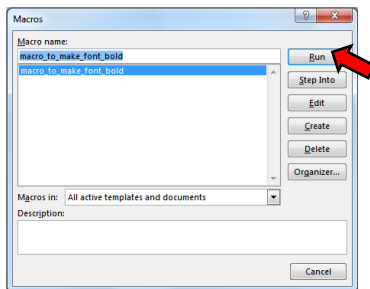 Macros
Macro name:
macro_to_make_font_bold
Run
macro_to_make_font_bold
Step Into
Edit
Create
Delete
Organizer...
Macros in: All active templates and documents
Description:
Cancel